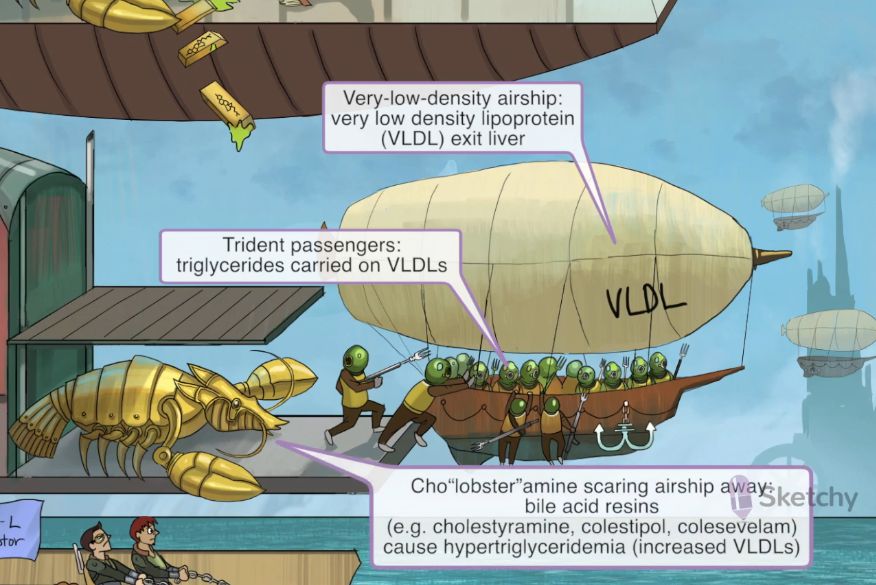 Very-low-density airship:
very low density lipoprotein
(VLDL) exit liver
Trident passengers:
triglycerides carried on VLDLs
VLDL
Cho“lobster”amine scaring airship away:
bile acid resins
(e.g. cholestyramine, colestipol, colesevelam)
cause hypertriglyceridemia (increased VLDLs)
Sketchy